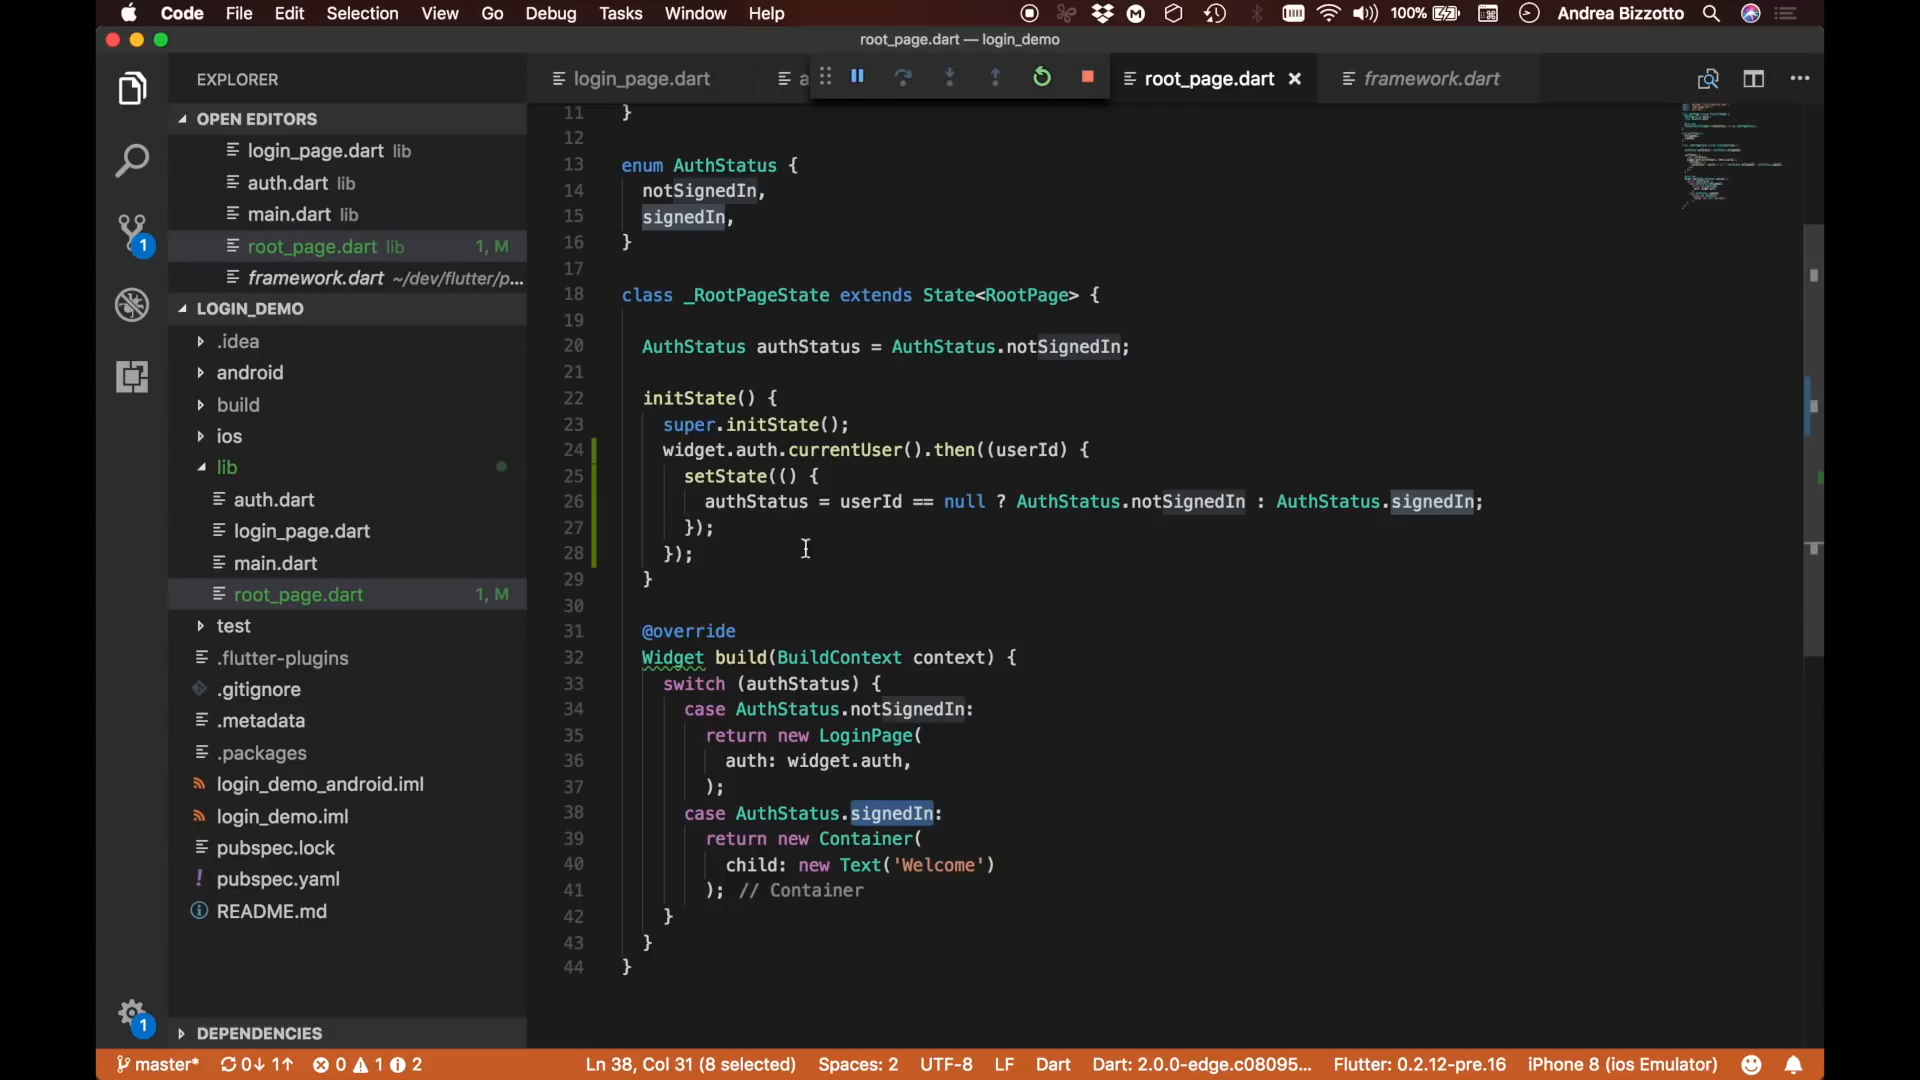 Code File Edit Selection View Go Debug Tasks Window Help 100% Andrea Bizzotto
root_page.dart — login_demo
EXPLORER
login_page.dart
a
root_page.dart
framework.dart
OPEN EDITORS
login_page.dart lib
auth.dart lib
main.dart lib
root_page.dart lib 1, M
framework.dart ~/dev/flutter/p...
LOGIN_DEMO
.idea
android
build
ios
lib
auth.dart
login_page.dart
main.dart
root_page.dart 1, M
test
.flutter-plugins
.gitignore
.metadata
.packages
login_demo_android.iml
login_demo.iml
pubspec.lock
pubspec.yaml
README.md
DEPENDENCIES
1
1
11 }
12
13 enum AuthStatus {
14 notSignedIn,
15 signedIn,
16 }
17
18 class _RootPageState extends State<RootPage> {
19
20 AuthStatus authStatus = AuthStatus.notSignedIn;
21
22 initState() {
23 super.initState();
24 widget.auth.currentUser().then((userId) {
25 setState(() {
26 authStatus = userId == null ? AuthStatus.notSignedIn : AuthStatus.signedIn;
27 });
28 });
29 }
30
31 @override
32 Widget build(BuildContext context) {
33 switch (authStatus) {
34 case AuthStatus.notSignedIn:
35 return new LoginPage(
36 auth: widget.auth,
37 );
38 case AuthStatus.signedIn:
39 return new Container(
40 child: new Text('Welcome')
41 ); // Container
42 }
43 }
44 }
master* 0↓ 1↑ 0 1 2 Ln 38, Col 31 (8 selected) Spaces: 2 UTF-8 LF Dart Dart: 2.0.0-edge.c08095... Flutter: 0.2.12-pre.16 iPhone 8 (ios Emulator)